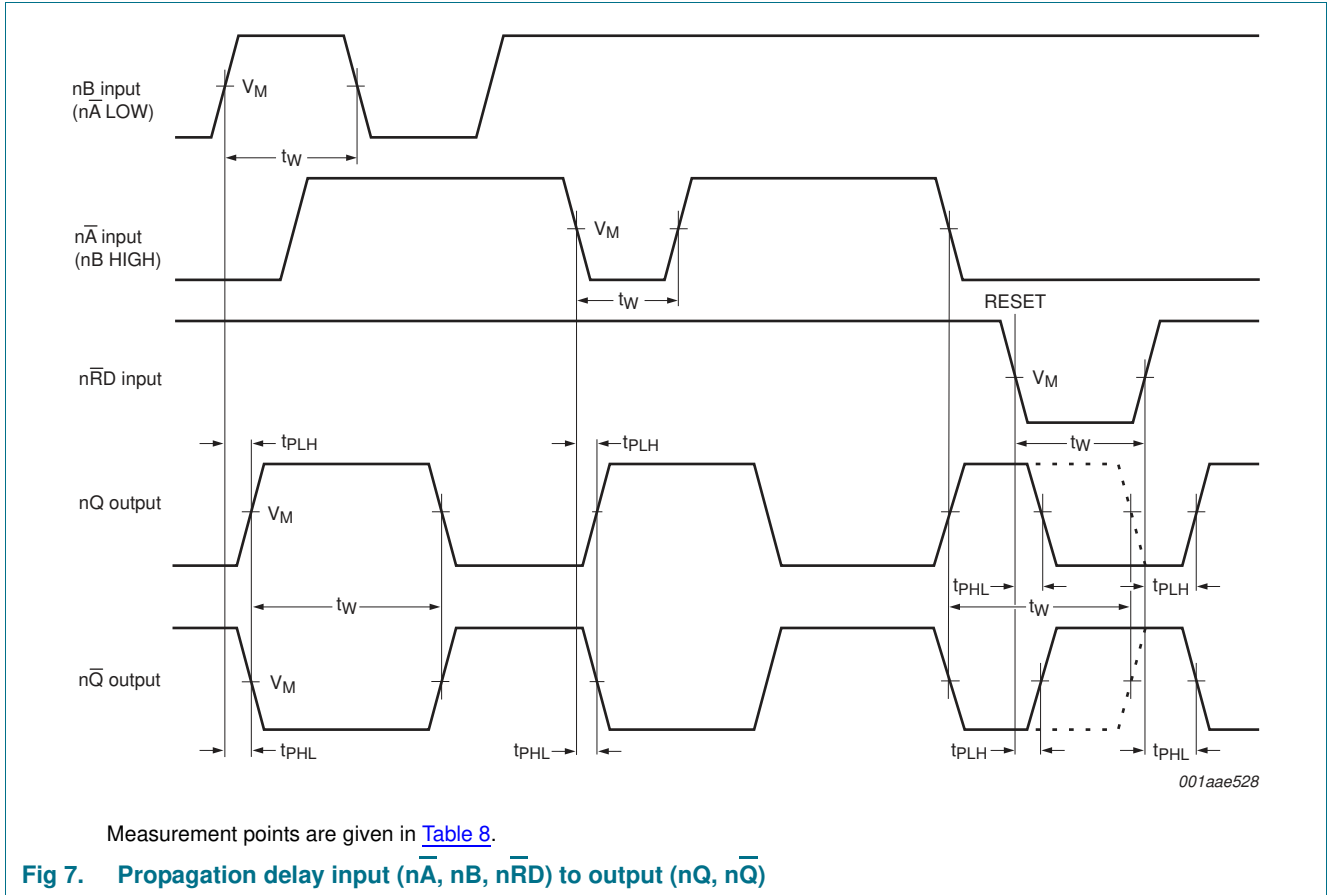 nB input
(nA̅ LOW)
VM
tW
nA̅ input
(nB HIGH)
VM
tW
RESET
nR̅D input
VM
tW
tPLH
tPLH
nQ output
VM
tPHL
tPLH
tW
tW
nQ̅ output
VM
tPHL
tPHL
tPLH
tPHL
001aae528
Measurement points are given in Table 8.
Fig 7. Propagation delay input (nA̅, nB, nR̅D) to output (nQ, nQ̅)